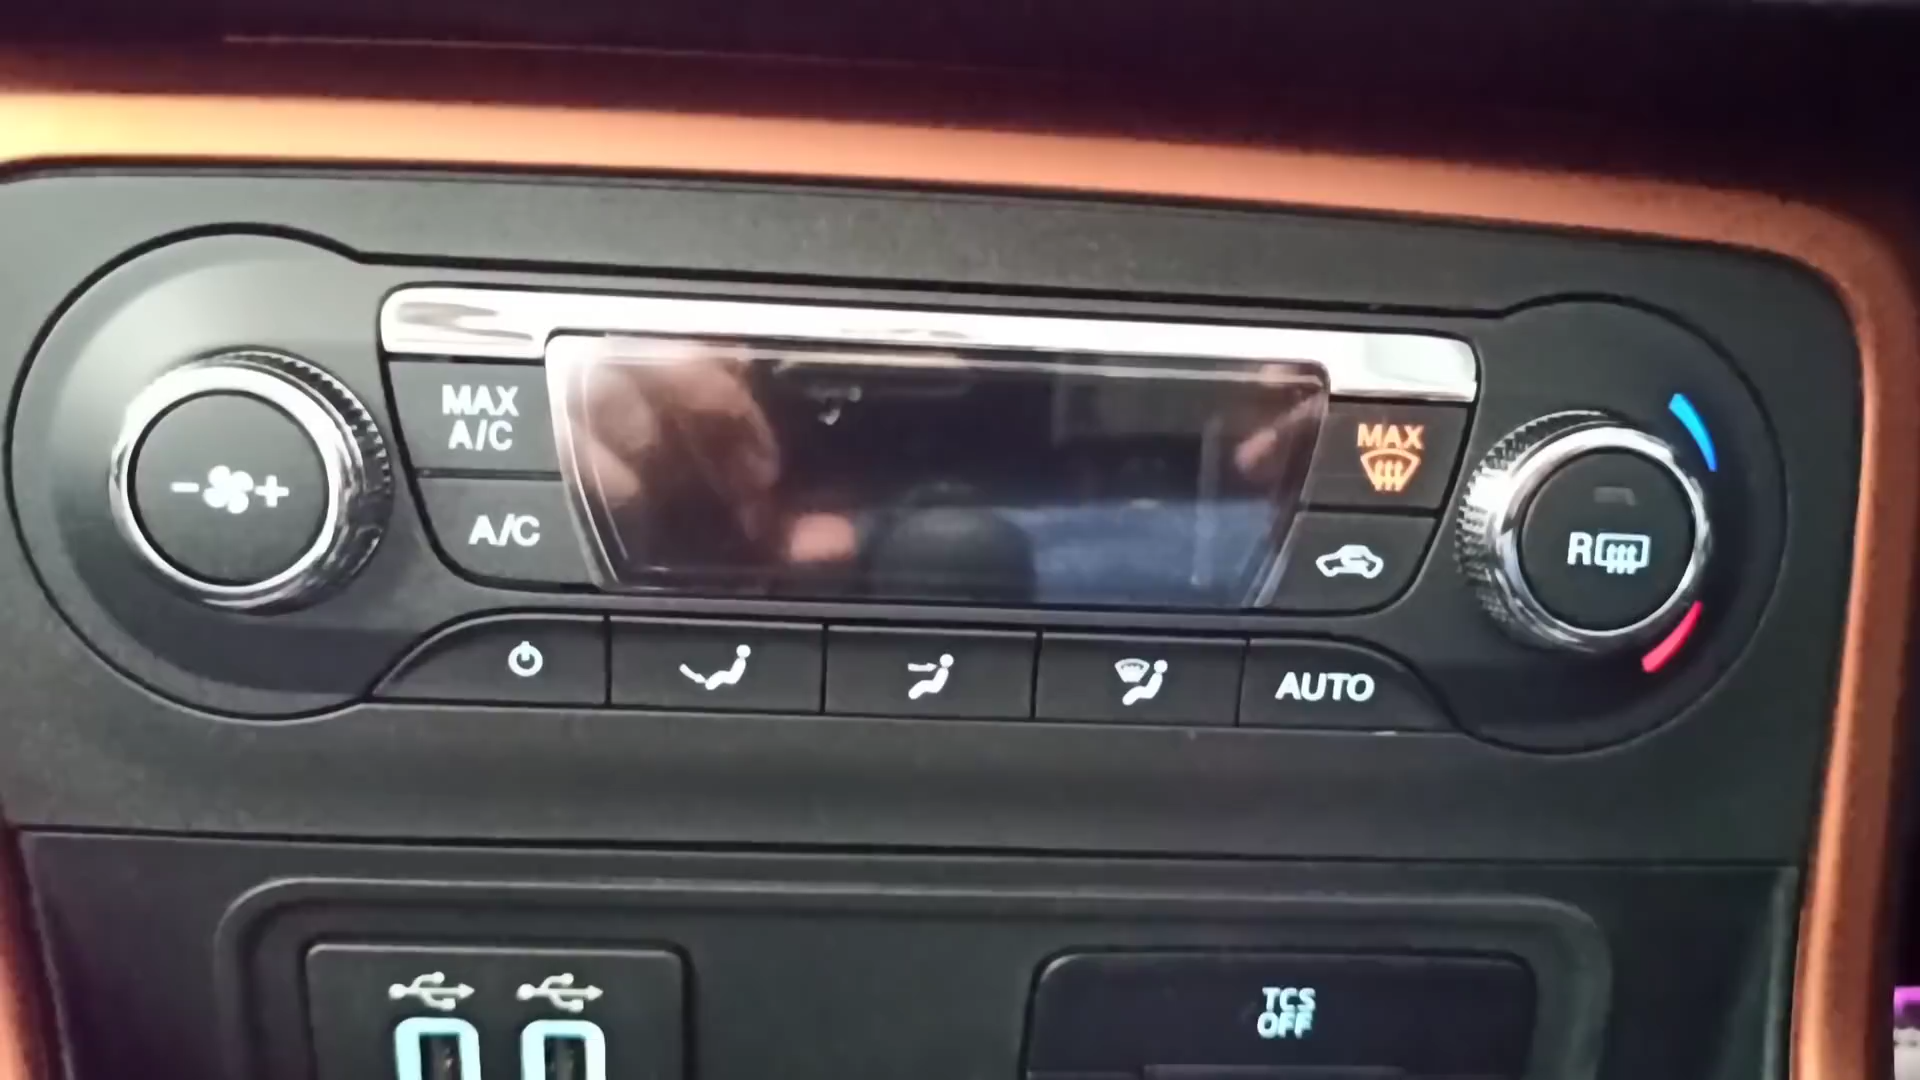 MAX
A/C
MAX
A/C
- +
R
AUTO
TCS
OFF